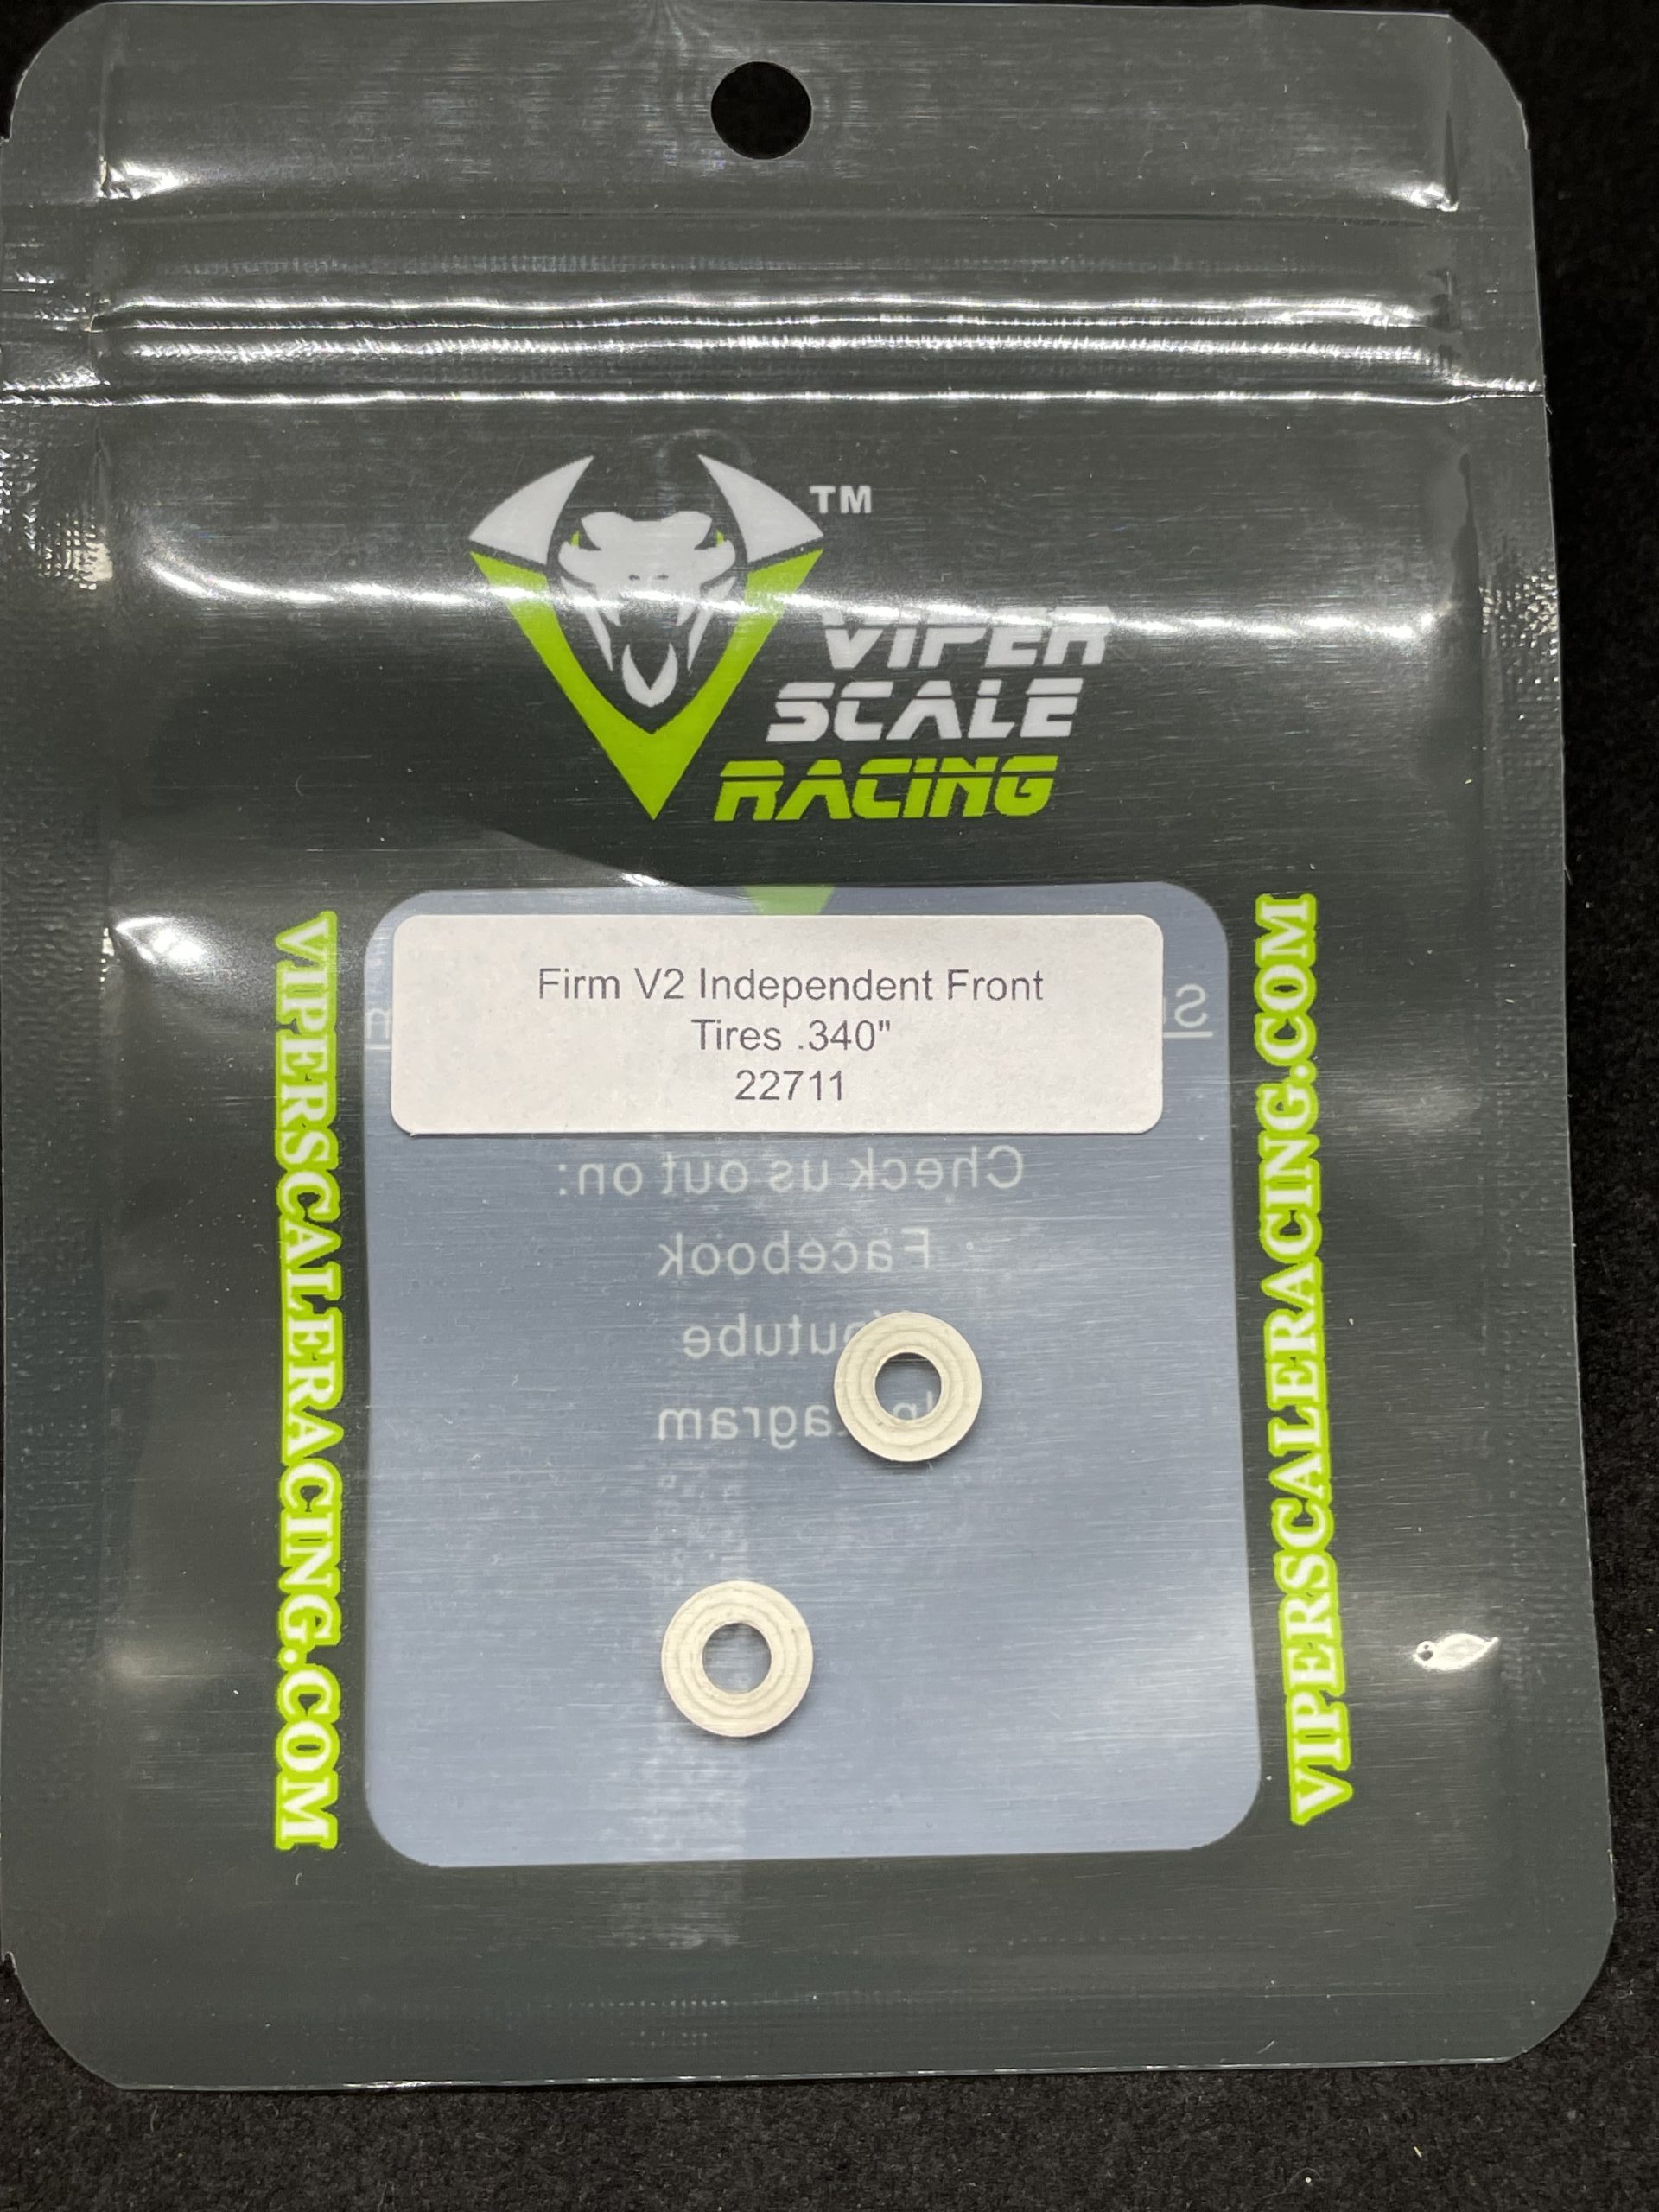 TM
VIPER
SCALE
RACING
VIPERSCALERACING.COM
VIPERSCALERACING.COM
Firm V2 Independent Front
Tires .340"
22711
Check us out on:
Facebook